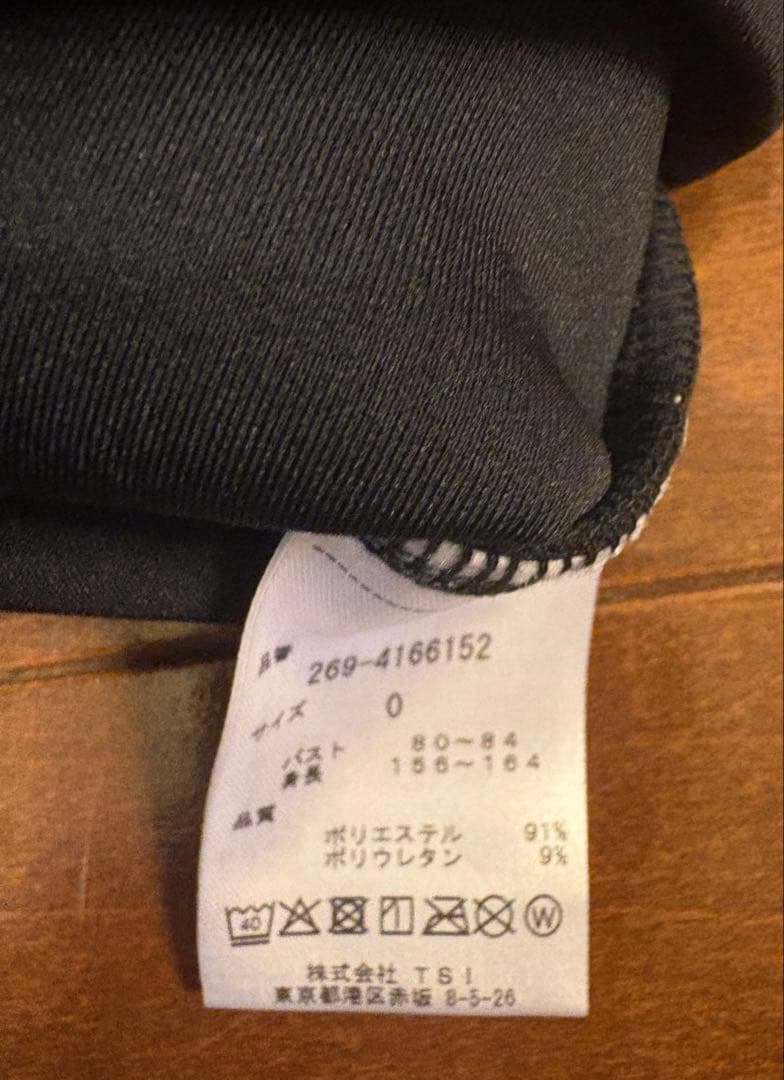 品番 269-4166152
サイズ 0
バスト 80~84
身長 156~164
品質
ポリエステル 91%
ポリウレタン 9%
40 W
株式会社 TSI
東京都港区赤坂 8-5-26